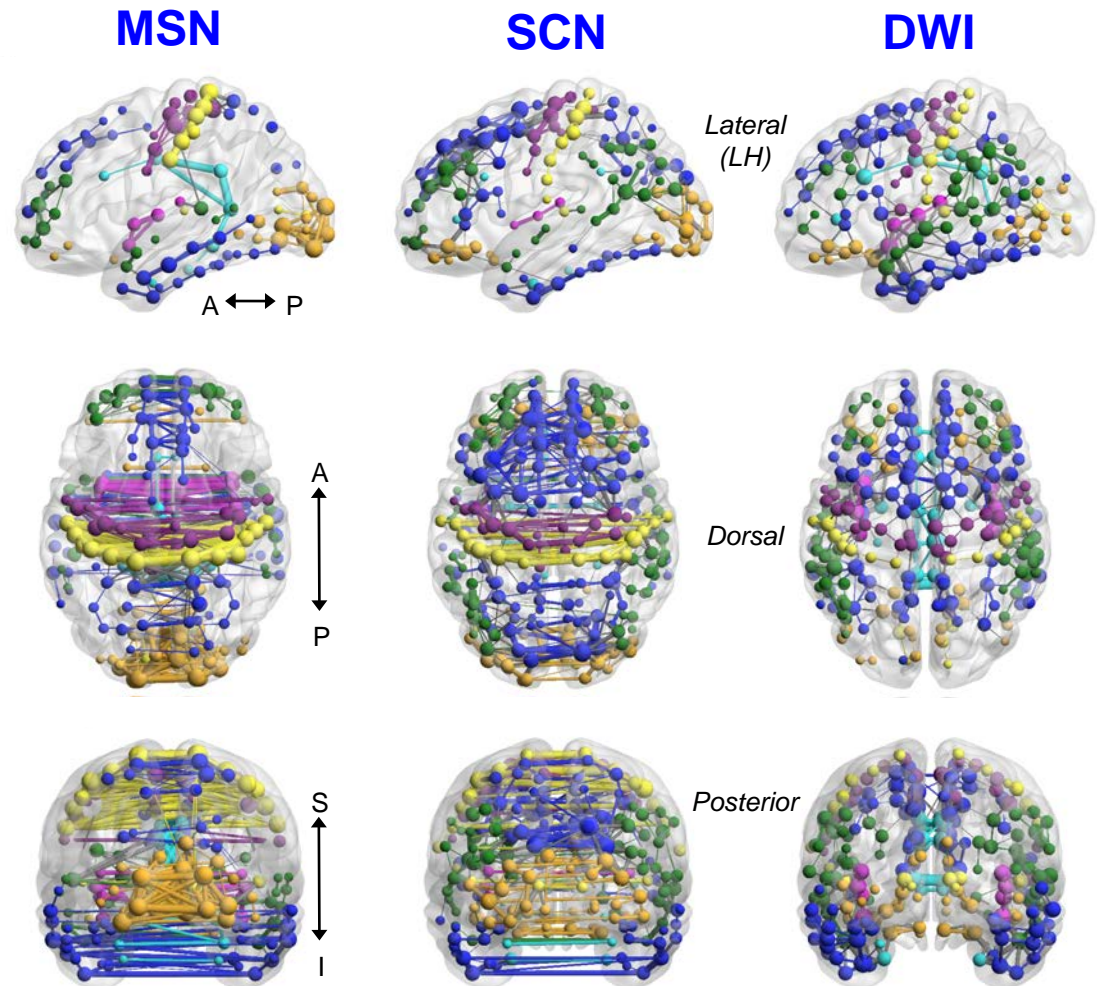 MSN SCN DWI
Lateral
(LH)
A P
A
P
Dorsal
S
I
Posterior